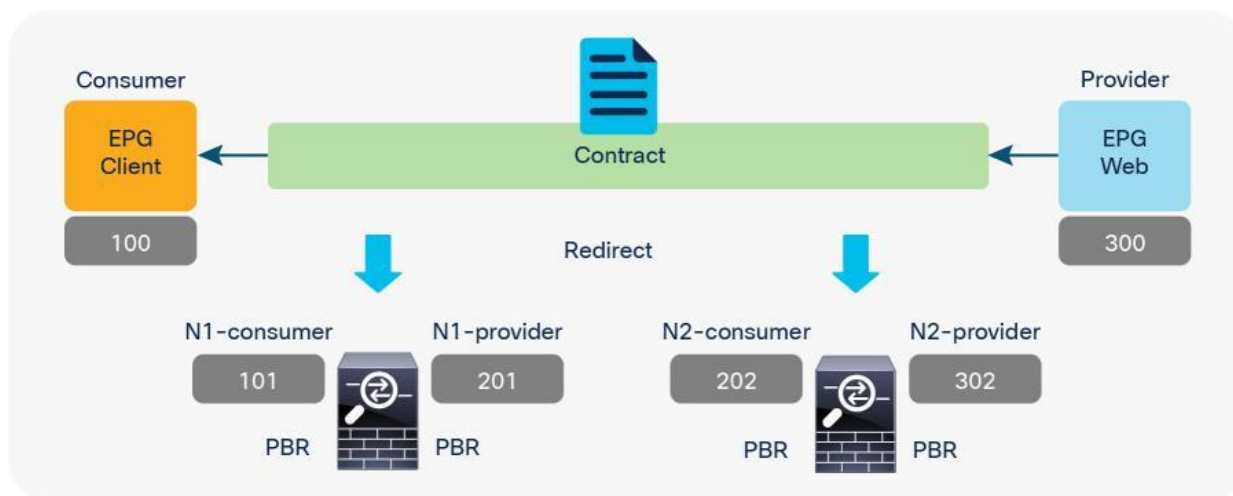 Consumer
Provider
EPG
Client
Contract
EPG
Web
100
Redirect
300
N1-consumer
N1-provider
N2-consumer
N2-provider
101
201
202
302
PBR
PBR
PBR
PBR